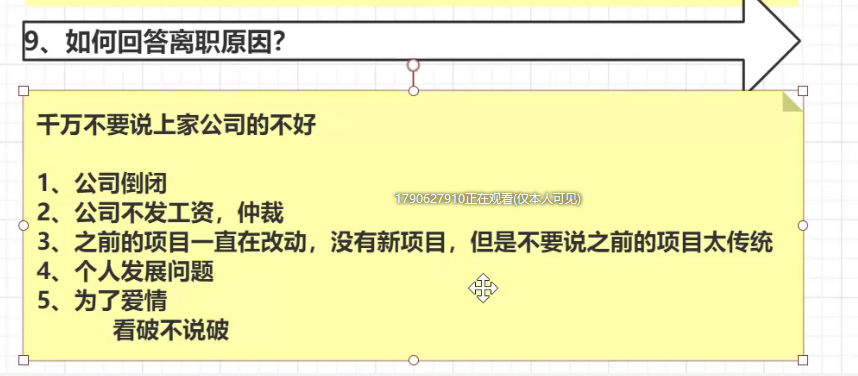 9、如何回答离职原因?
千万不要说上家公司的不好
1、公司倒闭
1790627910正在观看(仅本人可见)
2、公司不发工资，仲裁
3、之前的项目一直在改动，没有新项目，但是不要说之前的项目太传统
4、个人发展问题
5、为了爱情
看破不说破